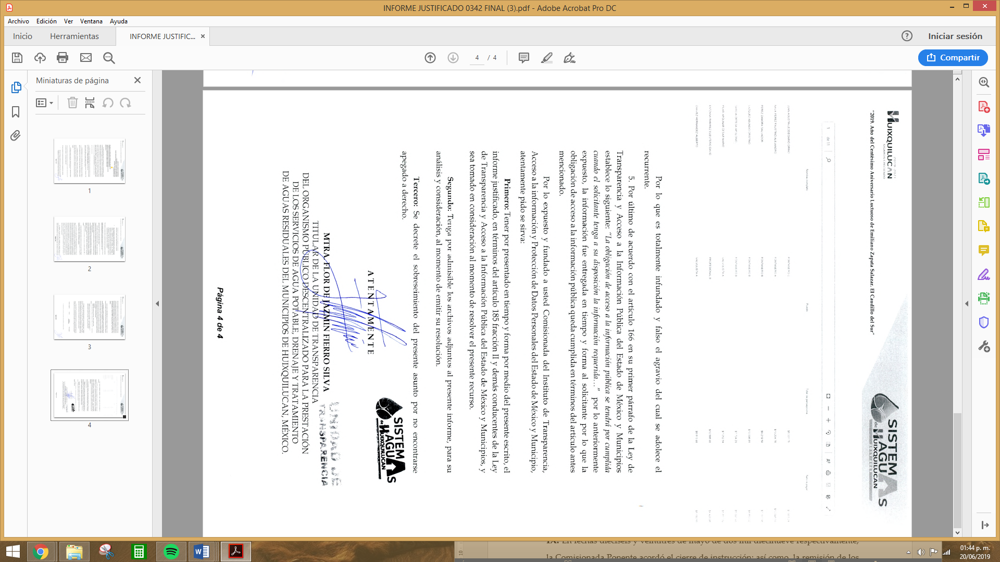 INFORME JUSTIFICADO 0342 FINAL (3).pdf - Adobe Acrobat Pro DC
Archivo Edición Ver Ventana Ayuda
Inicio Herramientas INFORME JUSTIFIC... Iniciar sesión
4 / 4
Compartir
Miniaturas de página
1
2
3
4
HUIXQUILUCAN
"2019. Año del Centésimo Aniversario Luctuoso de Emiliano Zapata Salazar. El Caudillo del Sur"
SISTEMA
AGUAS
de HUIXQUILUCAN
1 de 11
Por lo que es totalmente infundado y falso el agravio del cual se adolece el
recurrente.
5. Por último de acuerdo con el artículo 166 en su primer párrafo de la Ley de
Transparencia y Acceso a la Información Pública del Estado de México y Municipios
establece lo siguiente: "La obligación de acceso a la información pública se tendrá por cumplida
cuando el solicitante tenga a su disposición la información requerida..." por lo anteriormente
expuesto, la información fue entregada en tiempo y forma al solicitante por lo que la
obligación de acceso a la información pública queda cumplida en términos del artículo antes
mencionado.
Por lo expuesto y fundado a usted Comisionada del Instituto de Transparencia,
Acceso a la información y Protección de Datos Personales del Estado de México y Municipio,
atentamente pido se sirva:
Primero: Tener por presentado en tiempo y forma por medio del presente escrito, el
informe justificado, en términos del artículo 185 fracción II y demás conducentes de la Ley
de Transparencia y Acceso a la Información Pública del Estado de México y Municipios, y
sea tomado en consideración al momento de resolver el presente recurso.
Segundo: Tenga por admisible los archivos adjuntos al presente informe, para su
análisis y consideración, al momento de emitir su resolución.
Tercero: Se decrete el sobreseimiento del presente asunto por no encontrarse
apegado a derecho.
ATENTAMENTE
MTRA FLOR DE JAZMIN FIERRO SILVA
TITULAR DE LA UNIDAD DE TRANSPARENCIA
DEL ORGANISMO PÚBLICO DESCENTRALIZADO PARA LA PRESTACIÓN
DE LOS SERVICIOS DE AGUA POTABLE, DRENAJE Y TRATAMIENTO
DE AGUAS RESIDUALES DEL MUNICIPIOS DE HUIXQUILUCAN, MÉXICO.
SISTEMA
AGUAS
de HUIXQUILUCAN
UNIDAD DE
TRANSPARENCIA
Página 4 de 4
IX. En fechas dieciséis y veintitrés de mayo de dos mil diecinueve respectivamente,
la Comisionada Ponente acordó el cierre de instrucción; así como, la remisión de los
01:44 p. m.
20/06/2019